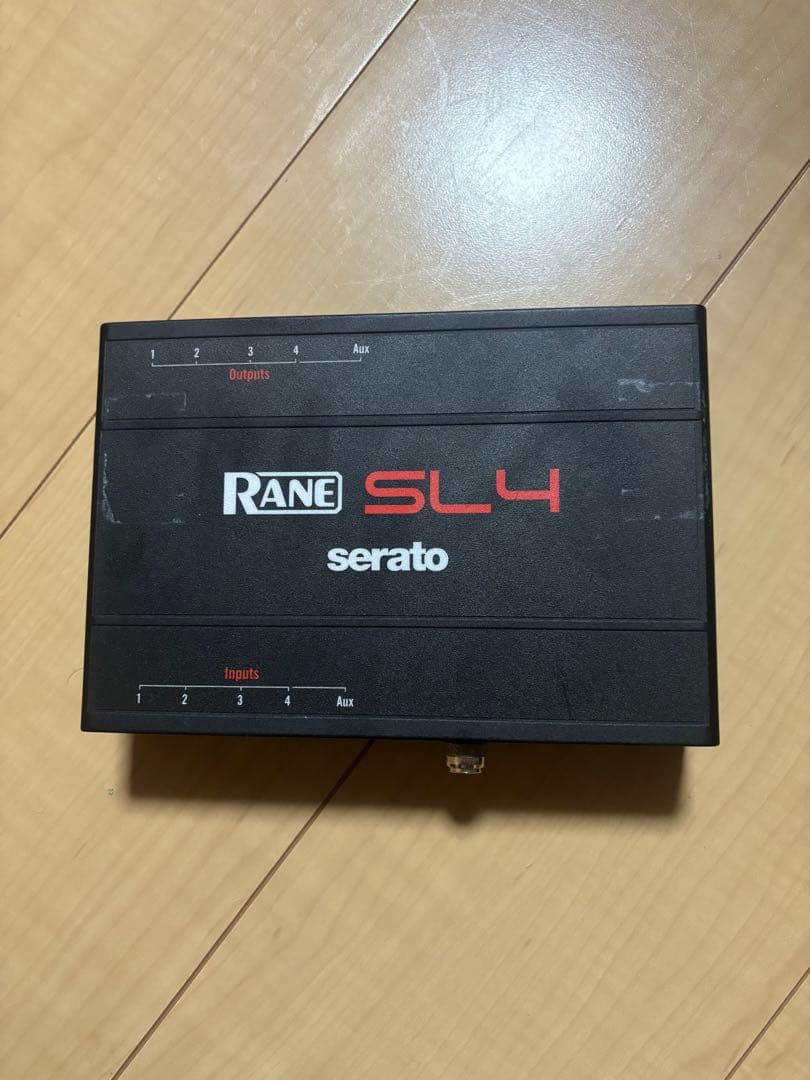 1 2 3 4 Aux
Outputs
RANE SL4
serato
Inputs
1 2 3 4 Aux